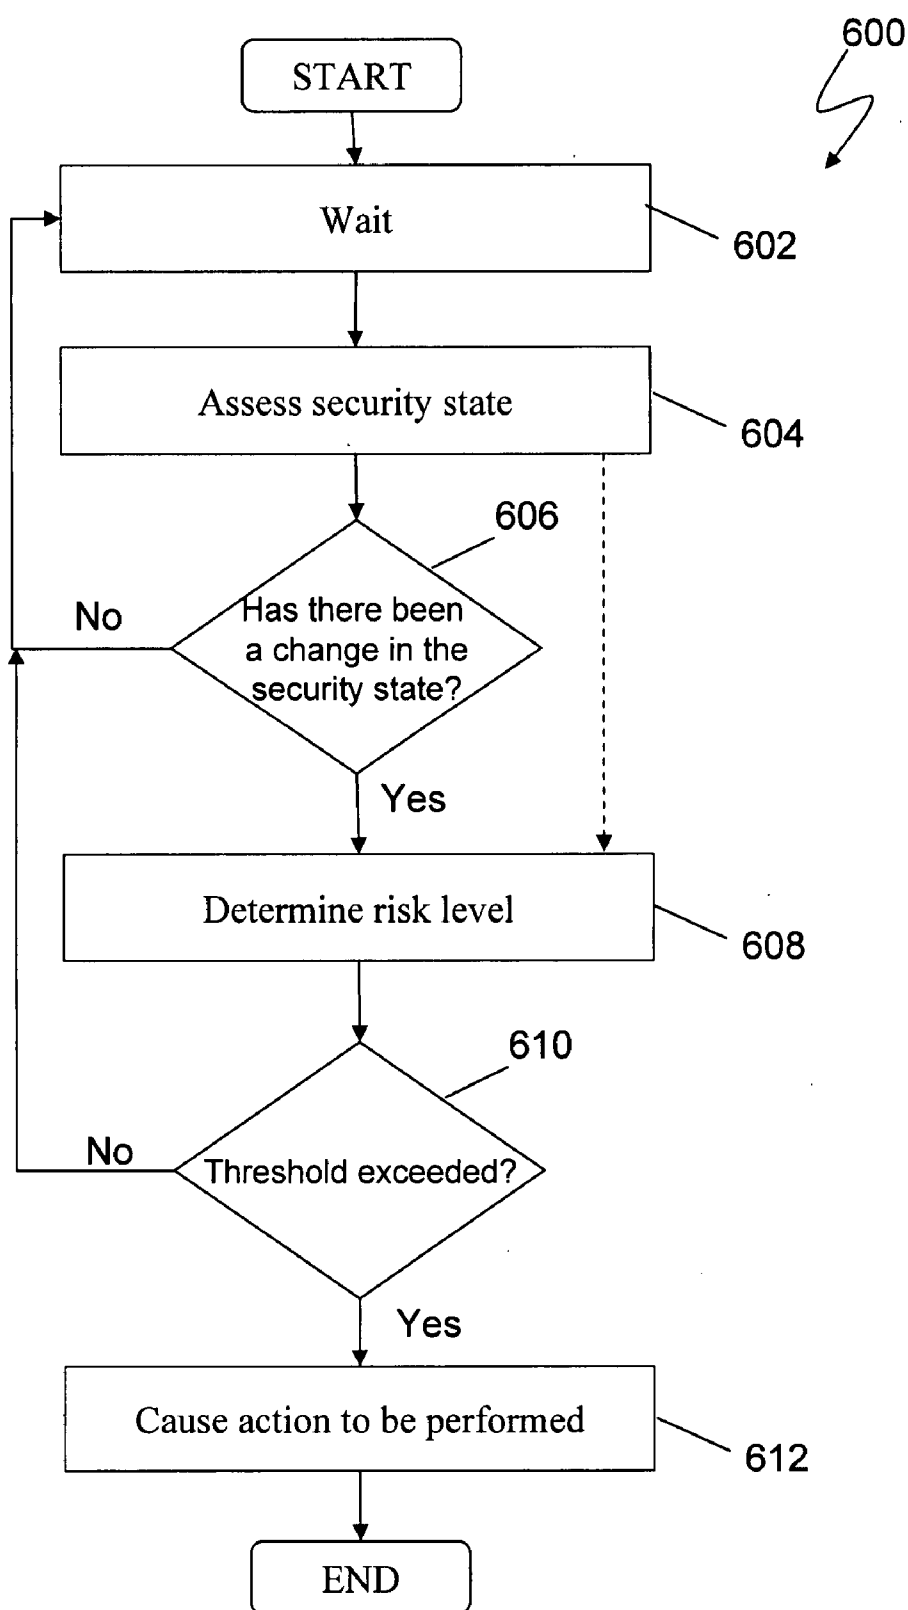 600
START
Wait
602
Assess security state
604
606
Has there been
a change in the
security state?
No
Yes
Determine risk level
608
610
Threshold exceeded?
No
Yes
Cause action to be performed
612
END